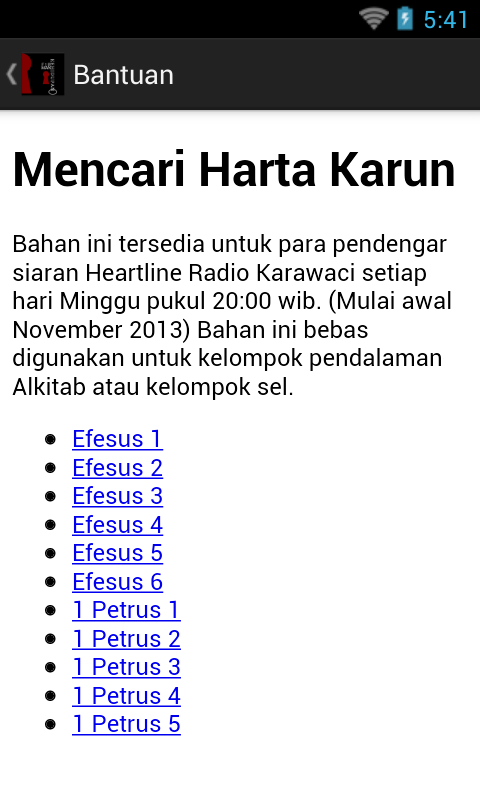 5:41
Bantuan
Mencari Harta Karun
Bahan ini tersedia untuk para pendengar
siaran Heartline Radio Karawaci setiap
hari Minggu pukul 20:00 wib. (Mulai awal
November 2013) Bahan ini bebas
digunakan untuk kelompok pendalaman
Alkitab atau kelompok sel.
Efesus 1
Efesus 2
Efesus 3
Efesus 4
Efesus 5
Efesus 6
1 Petrus 1
1 Petrus 2
1 Petrus 3
1 Petrus 4
1 Petrus 5